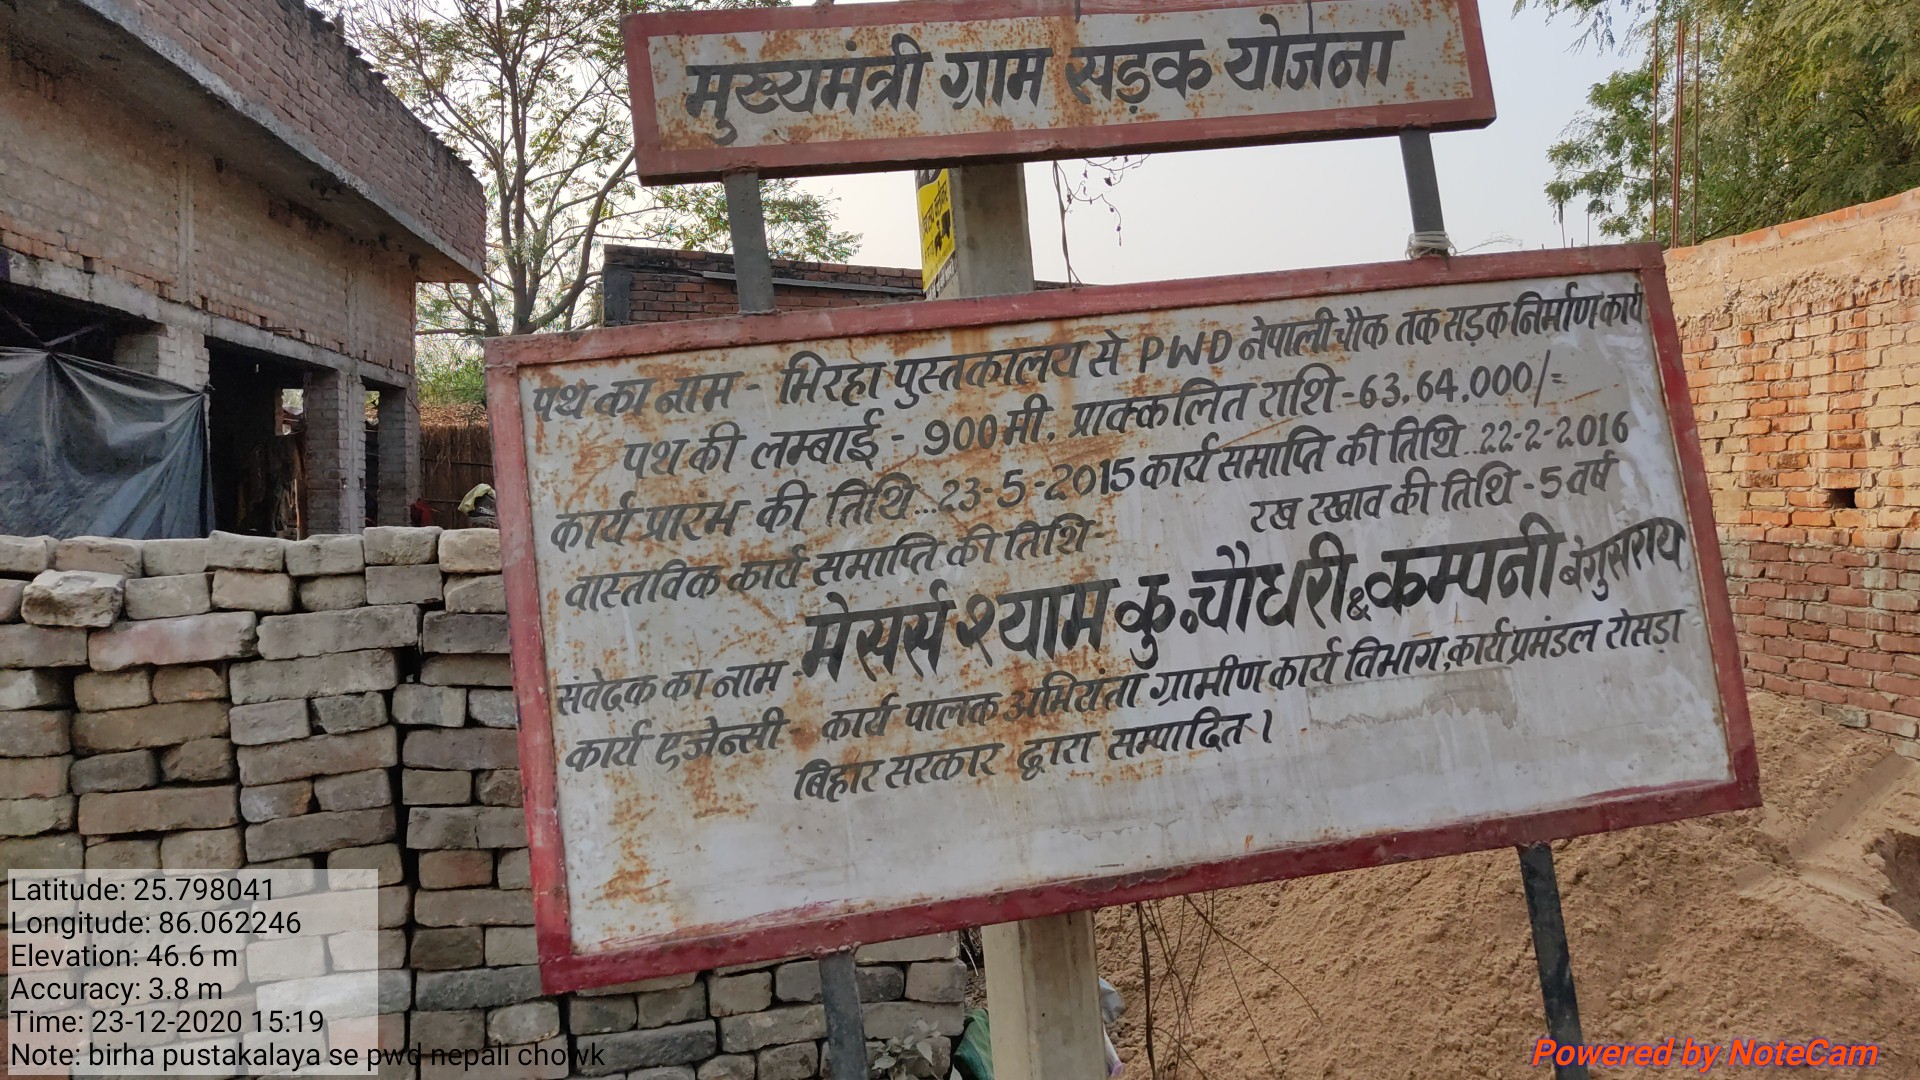 मुख्यमंत्री ग्राम सड़क योजना
पथ का नाम - भिरहा पुस्तकालय से PWD नेपाली चौक तक सड़क निर्माण कार्य
पथ की लम्बाई - 900 मी. प्राक्कलित राशि - 63,64,000/=
कार्य प्रारंभ की तिथि...23-5-2015 कार्य समाप्ति की तिथि..22-2-2016
वास्तविक कार्य समाप्ति की तिथि- रख रखाव की तिथि - 5 वर्ष
संवेदक का नाम - मेसर्स श्याम कु॰ चौधरी & कम्पनी बेगुसराय
कार्य एजेन्सी - कार्य पालक अभियंता ग्रामीण कार्य विभाग, कार्य प्रमंडल रोसड़ा
बिहार सरकार द्वारा सम्पादित।
Latitude: 25.798041
Longitude: 86.062246
Elevation: 46.6 m
Accuracy: 3.8 m
Time: 23-12-2020 15:19
Note: birha pustakalaya se pwd nepali chowk
Powered by NoteCam